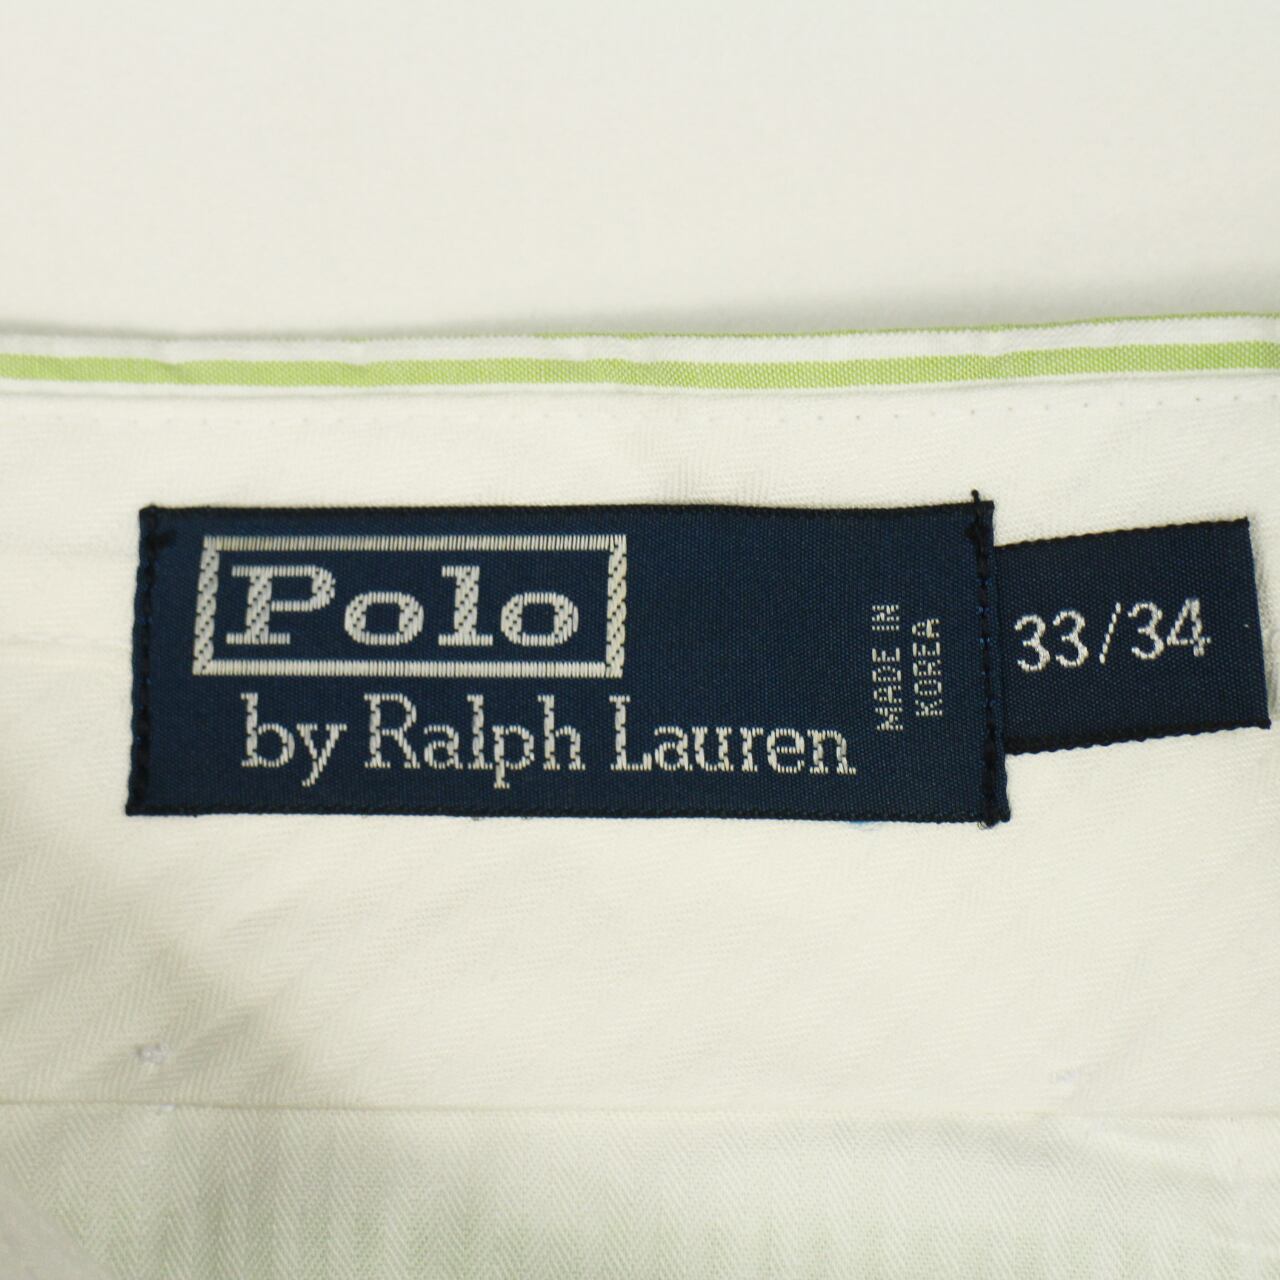 Polo
by Ralph Lauren
MADE IN
KOREA
33/34